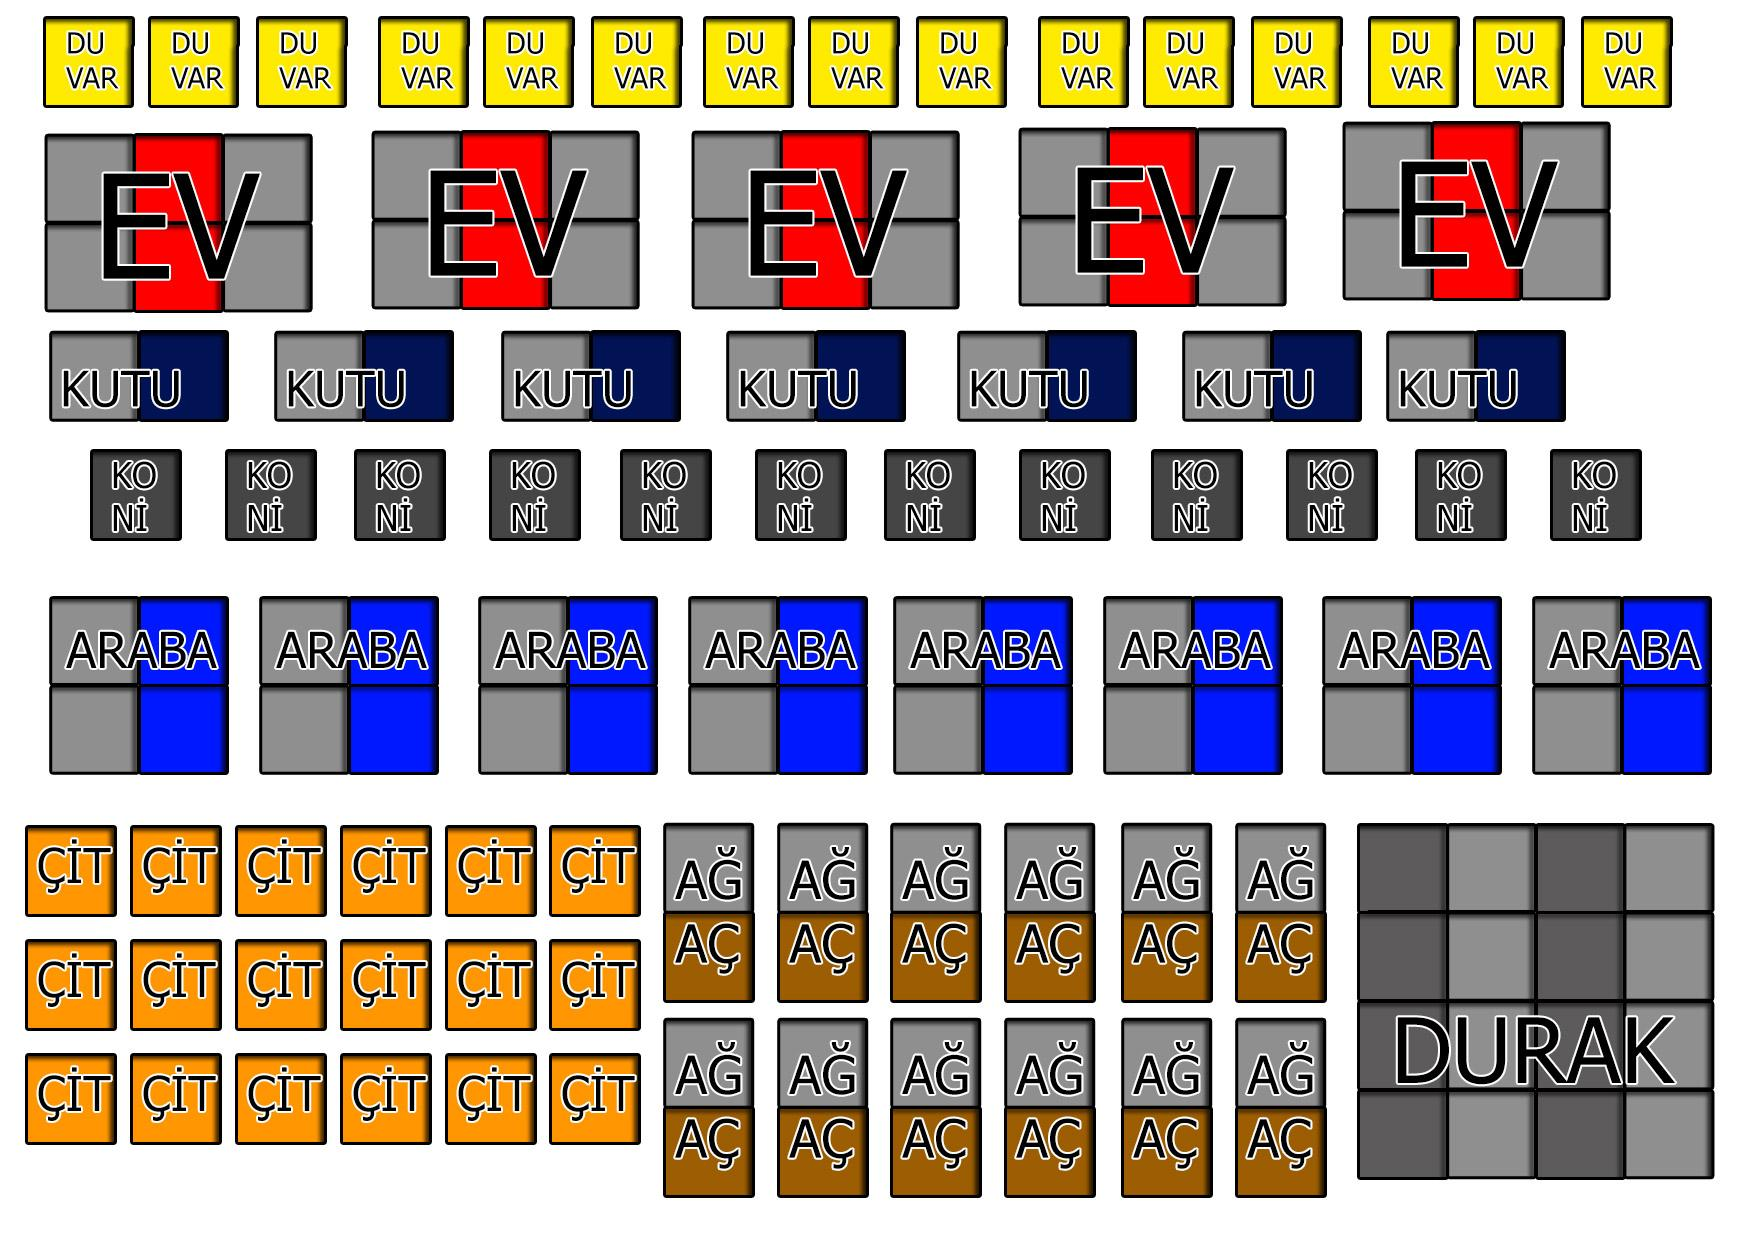 DU DU DU DU DU DU DU DU DU DU DU DU DU DU DU
VAR VAR VAR VAR VAR VAR VAR VAR VAR VAR VAR VAR VAR VAR VAR
EV EV EV EV EV
KUTU KUTU KUTU KUTU KUTU KUTU KUTU
KO KO KO KO KO KO KO KO KO KO KO KO
Nİ Nİ Nİ Nİ Nİ Nİ Nİ Nİ Nİ Nİ Nİ Nİ
ARABA ARABA ARABA ARABA ARABA ARABA ARABA ARABA
ÇİT ÇİT ÇİT ÇİT ÇİT ÇİT
ÇİT ÇİT ÇİT ÇİT ÇİT ÇİT
ÇİT ÇİT ÇİT ÇİT ÇİT ÇİT
AĞ AĞ AĞ AĞ AĞ AĞ
AÇ AÇ AÇ AÇ AÇ AÇ
AĞ AĞ AĞ AĞ AĞ AĞ
AÇ AÇ AÇ AÇ AÇ AÇ
DURAK